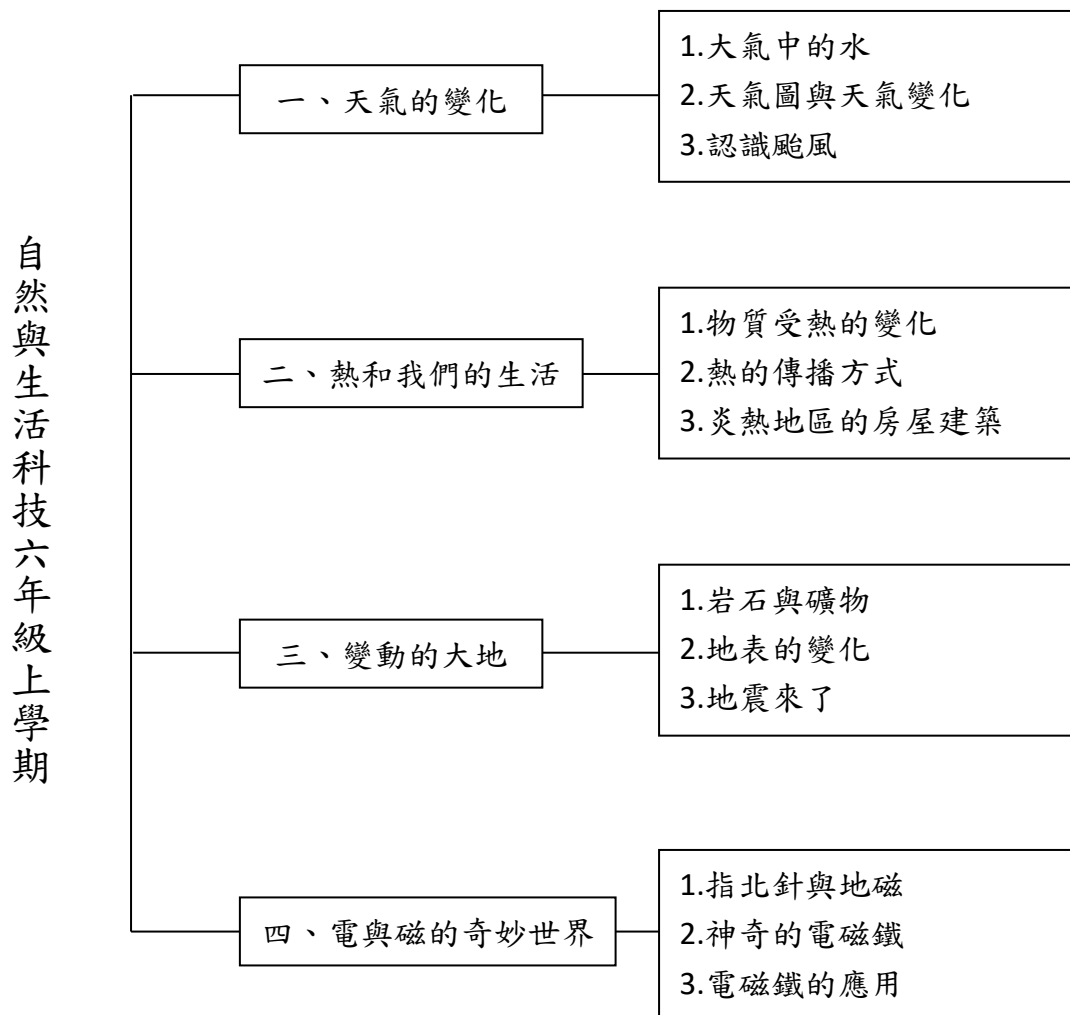 自然與生活科技六年級上學期
一、天氣的變化
1.大氣中的水
2.天氣圖與天氣變化
3.認識颱風
二、熱和我們的生活
1.物質受熱的變化
2.熱的傳播方式
3.炎熱地區的房屋建築
三、變動的大地
1.岩石與礦物
2.地表的變化
3.地震來了
四、電與磁的奇妙世界
1.指北針與地磁
2.神奇的電磁鐵
3.電磁鐵的應用